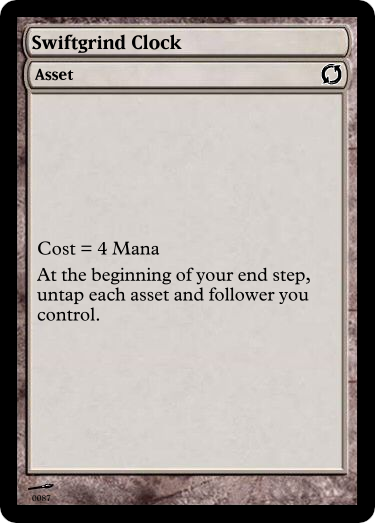 Swiftgrind Clock
Asset
Cost = 4 Mana
At the beginning of your end step,
untap each asset and follower you
control.
0087